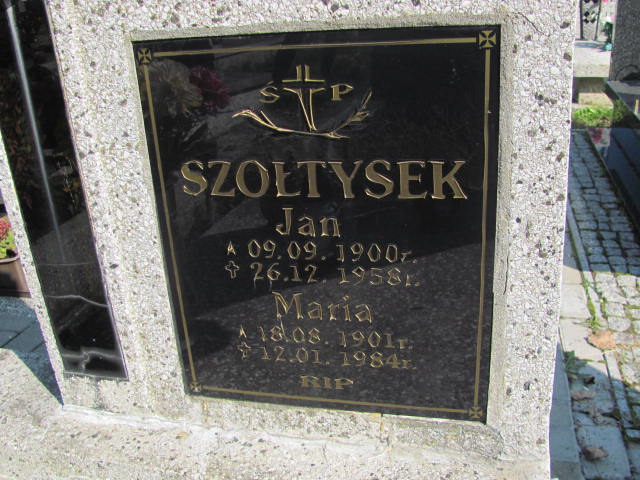 Ś P
SZOŁTYSEK
Jan
* 09.09. 1900r.
✝ 26.12. 1958r.
Maria
* 18.08. 1901r.
✝ 12.01. 1984r.
RIP